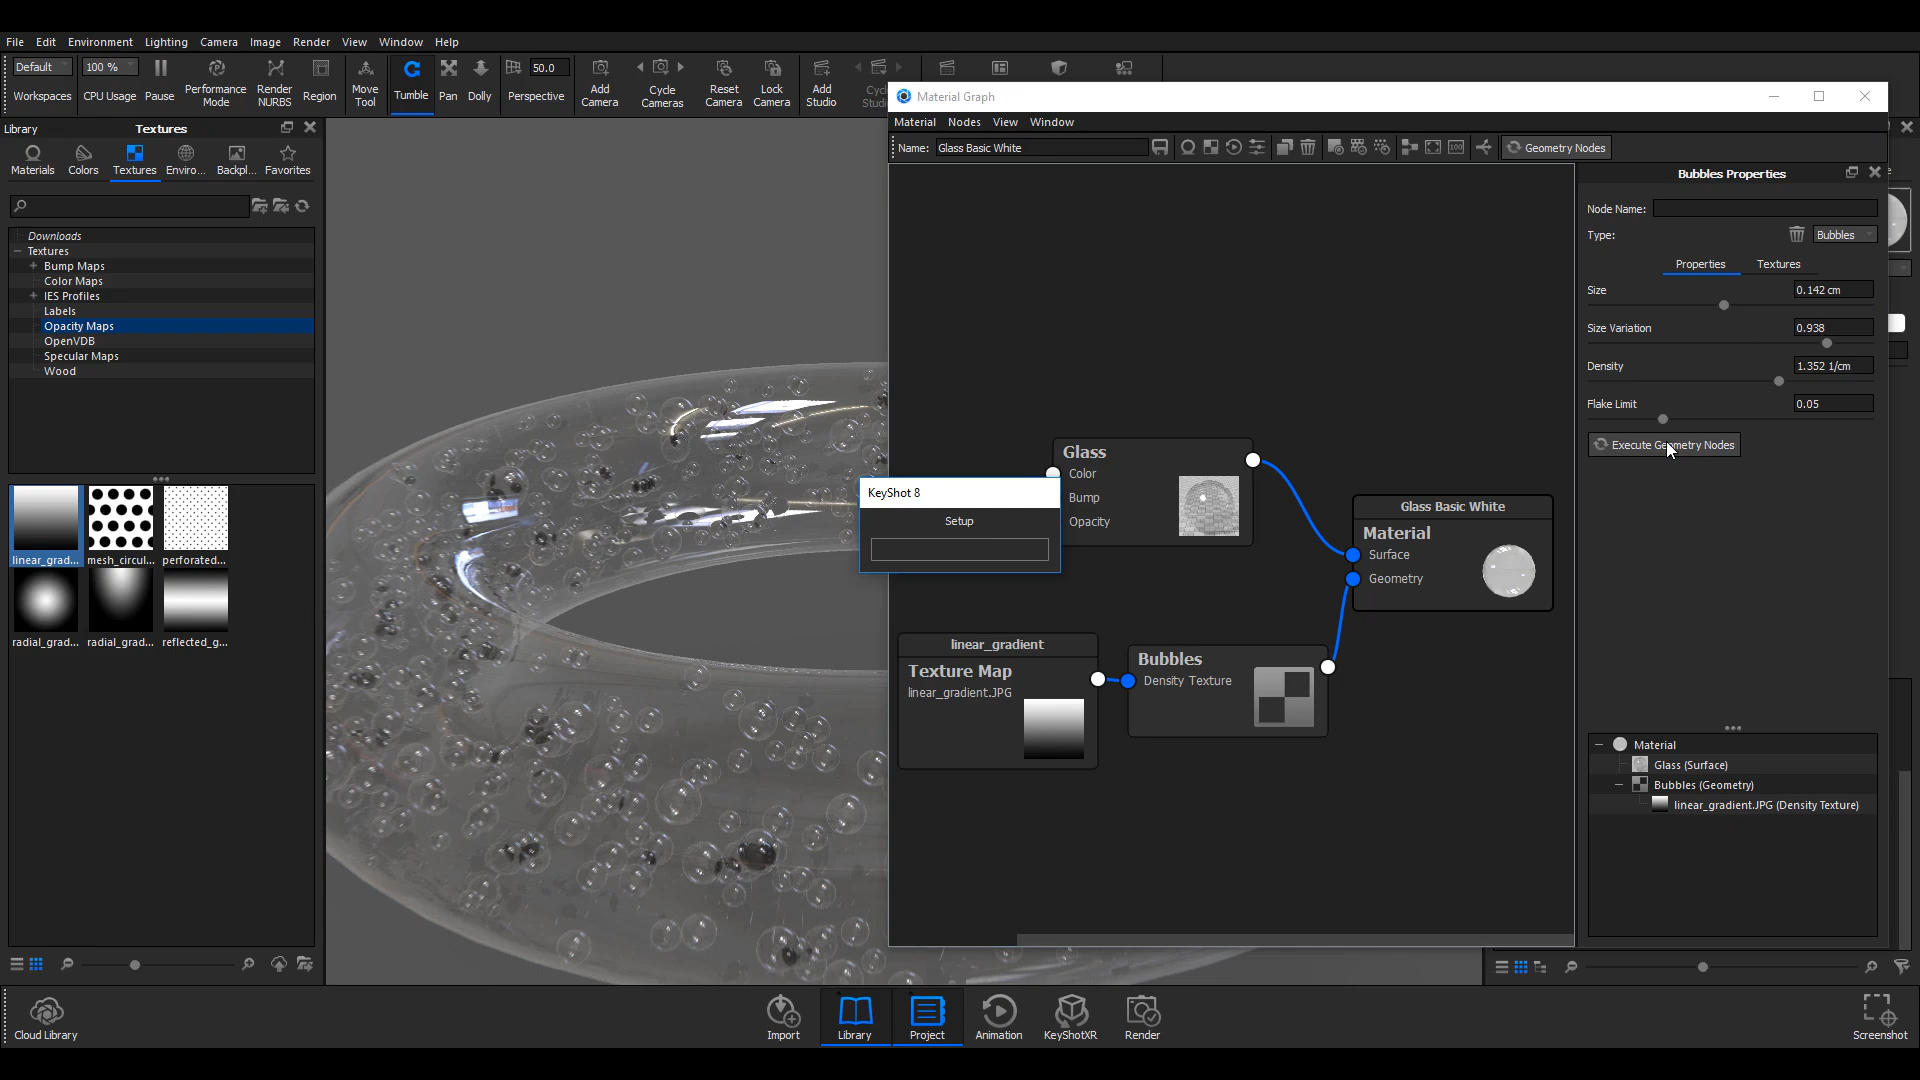 File Edit Environment Lighting Camera Image Render View Window Help
Default 100 % 50.0
Workspaces CPU Usage Pause Performance Mode Render NURBS Region Move Tool Tumble Pan Dolly Perspective Add Camera Cycle Cameras Reset Camera Lock Camera Add Studio
Library Textures
Materials Colors Textures Enviro... Backpl... Favorites
Downloads
Textures
Bump Maps
Color Maps
IES Profiles
Labels
Opacity Maps
OpenVDB
Specular Maps
Wood
linear_grad... mesh_circul... perforated...
radial_grad... radial_grad... reflected_g...
Material Graph
Material Nodes View Window
Name: Glass Basic White 100 Geometry Nodes
Glass
Color
Bump
Opacity
KeyShot 8
Setup
Glass Basic White
Material
Surface
Geometry
linear_gradient
Texture Map
linear_gradient.JPG
Bubbles
Density Texture
Bubbles Properties
Node Name:
Type: Bubbles
Properties Textures
Size 0.142 cm
Size Variation 0.938
Density 1.352 1/cm
Flake Limit 0.05
Execute Geometry Nodes
Material
Glass (Surface)
Bubbles (Geometry)
linear_gradient.JPG (Density Texture)
Cloud Library Import Library Project Animation KeyShotXR Render Screenshot